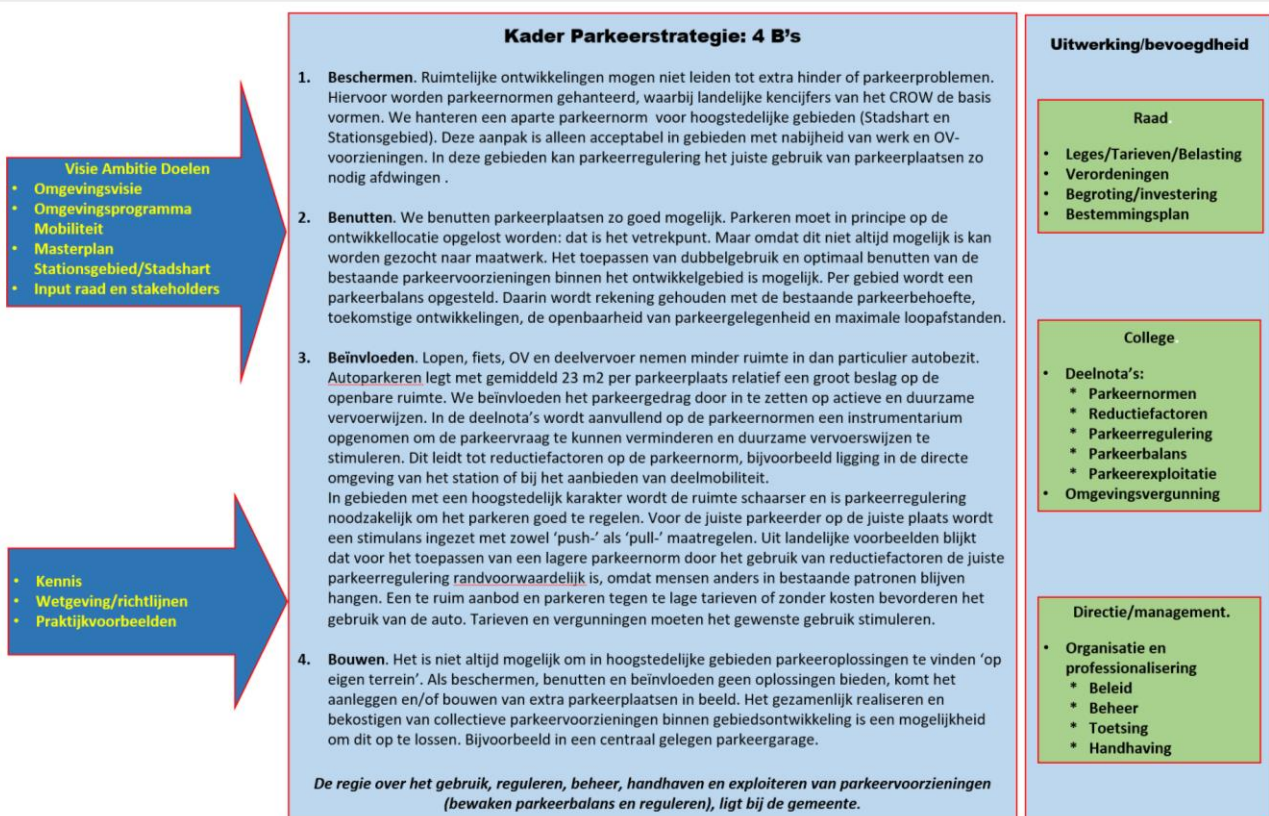 Visie Ambitie Doelen
• Omgevingsvisie
• Omgevingsprogramma
Mobiliteit
• Masterplan
Stationsgebied/Stadshart
• Input raad en stakeholders
• Kennis
• Wetgeving/richtlijnen
• Praktijkvoorbeelden
Kader Parkeerstrategie: 4 B's
1. Beschermen. Ruimtelijke ontwikkelingen mogen niet leiden tot extra hinder of parkeerproblemen.
Hiervoor worden parkeernormen gehanteerd, waarbij landelijke kencijfers van het CROW de basis
vormen. We hanteren een aparte parkeernorm voor hoogstedelijke gebieden (Stadshart en
Stationsgebied). Deze aanpak is alleen acceptabel in gebieden met nabijheid van werk en OV-
voorzieningen. In deze gebieden kan parkeerregulering het juiste gebruik van parkeerplaatsen zo
nodig afdwingen .
2. Benutten. We benutten parkeerplaatsen zo goed mogelijk. Parkeren moet in principe op de
ontwikkellocatie opgelost worden: dat is het vetrekpunt. Maar omdat dit niet altijd mogelijk is kan
worden gezocht naar maatwerk. Het toepassen van dubbelgebruik en optimaal benutten van de
bestaande parkeervoorzieningen binnen het ontwikkelgebied is mogelijk. Per gebied wordt een
parkeerbalans opgesteld. Daarin wordt rekening gehouden met de bestaande parkeerbehoefte,
toekomstige ontwikkelingen, de openbaarheid van parkeergelegenheid en maximale loopafstanden.
3. Beïnvloeden. Lopen, fiets, OV en deelvervoer nemen minder ruimte in dan particulier autobezit.
Autoparkeren legt met gemiddeld 23 m2 per parkeerplaats relatief een groot beslag op de
openbare ruimte. We beïnvloeden het parkeergedrag door in te zetten op actieve en duurzame
vervoerwijzen. In de deelnota's wordt aanvullend op de parkeernormen een instrumentarium
opgenomen om de parkeervraag te kunnen verminderen en duurzame vervoerswijzen te
stimuleren. Dit leidt tot reductiefactoren op de parkeernorm, bijvoorbeeld ligging in de directe
omgeving van het station of bij het aanbieden van deelmobiliteit.
In gebieden met een hoogstedelijk karakter wordt de ruimte schaarser en is parkeerregulering
noodzakelijk om het parkeren goed te regelen. Voor de juiste parkeerder op de juiste plaats wordt
een stimulans ingezet met zowel 'push-' als 'pull-' maatregelen. Uit landelijke voorbeelden blijkt
dat voor het toepassen van een lagere parkeernorm door het gebruik van reductiefactoren de juiste
parkeerregulering randvoorwaardelijk is, omdat mensen anders in bestaande patronen blijven
hangen. Een te ruim aanbod en parkeren tegen te lage tarieven of zonder kosten bevorderen het
gebruik van de auto. Tarieven en vergunningen moeten het gewenste gebruik stimuleren.
4. Bouwen. Het is niet altijd mogelijk om in hoogstedelijke gebieden parkeeroplossingen te vinden 'op
eigen terrein'. Als beschermen, benutten en beïnvloeden geen oplossingen bieden, komt het
aanleggen en/of bouwen van extra parkeerplaatsen in beeld. Het gezamenlijk realiseren en
bekostigen van collectieve parkeervoorzieningen binnen gebiedsontwikkeling is een mogelijkheid
om dit op te lossen. Bijvoorbeeld in een centraal gelegen parkeergarage.
De regie over het gebruik, reguleren, beheer, handhaven en exploiteren van parkeervoorzieningen
(bewaken parkeerbalans en reguleren), ligt bij de gemeente.
Uitwerking/bevoegdheid
Raad.
• Leges/Tarieven/Belasting
• Verordeningen
• Begroting/investering
• Bestemmingsplan
College.
• Deelnota's:
* Parkeernormen
* Reductiefactoren
* Parkeerregulering
* Parkeerbalans
* Parkeerexploitatie
• Omgevingsvergunning
Directie/management.
• Organisatie en
professionalisering
* Beleid
* Beheer
* Toetsing
* Handhaving